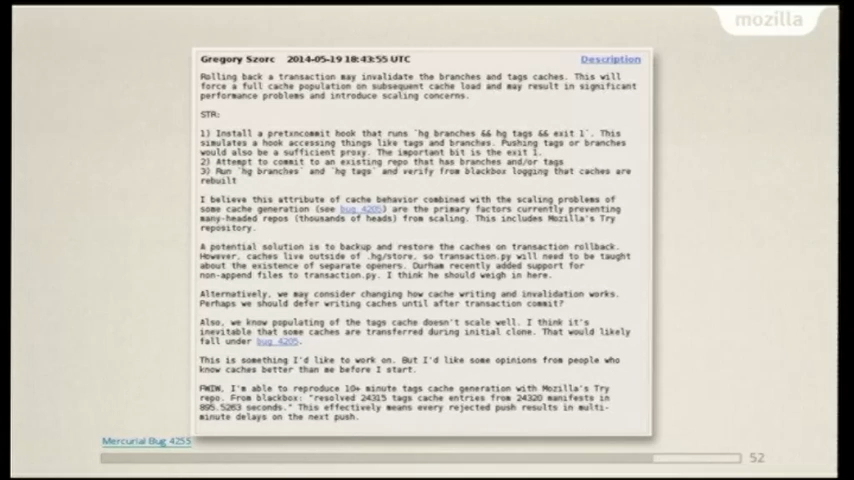 mozilla
Gregory Szorc 2014-05-19 18:43:55 UTC Description
Rolling back a transaction may invalidate the branches and tags caches. This will
force a full cache population on subsequent cache load and may result in significant
performance problems and introduce scaling concerns.
STR:
1) Install a pretxncommit hook that runs `hg branches && hg tags && exit 1`. This
simulates a hook accessing things like tags and branches. Pushing tags or branches
would also be a sufficient proxy. The important bit is the exit 1.
2) Attempt to commit to an existing repo that has branches and/or tags
3) Run `hg branches` and `hg tags` and verify from blackbox logging that caches are
rebuilt
I believe this attribute of cache behavior combined with the scaling problems of
some cache generation (see bug 4205) are the primary factors currently preventing
many-headed repos (thousands of heads) from scaling. This includes Mozilla's Try
repository.
A potential solution is to backup and restore the caches on transaction rollback.
However, caches live outside of .hg/store, so transaction.py will need to be taught
about the existence of separate openers. Durham recently added support for
non-append files to transaction.py. I think he should weigh in here.
Alternatively, we may consider changing how cache writing and invalidation works.
Perhaps we should defer writing caches until after transaction commit?
Also, we know populating of the tags cache doesn't scale well. I think it's
inevitable that some caches are transferred during initial clone. That would likely
fall under bug 4205.
This is something I'd like to work on. But I'd like some opinions from people who
know caches better than me before I start.
FWIW, I'm able to reproduce 10+ minute tags cache generation with Mozilla's Try
repo. From blackbox: "resolved 24315 tags cache entries from 24320 manifests in
895.5263 seconds." This effectively means every rejected push results in multi-
minute delays on the next push.
Mercurial Bug 4255
52